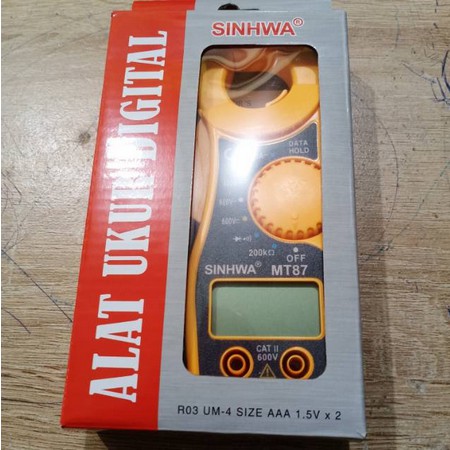 SINHWA®
ALAT UKUR DIGITAL
DATA
HOLD
600V~
200kΩ
OFF
SINHWA® MT87
CAT II
600V
R03 UM-4 SIZE AAA 1.5V x 2